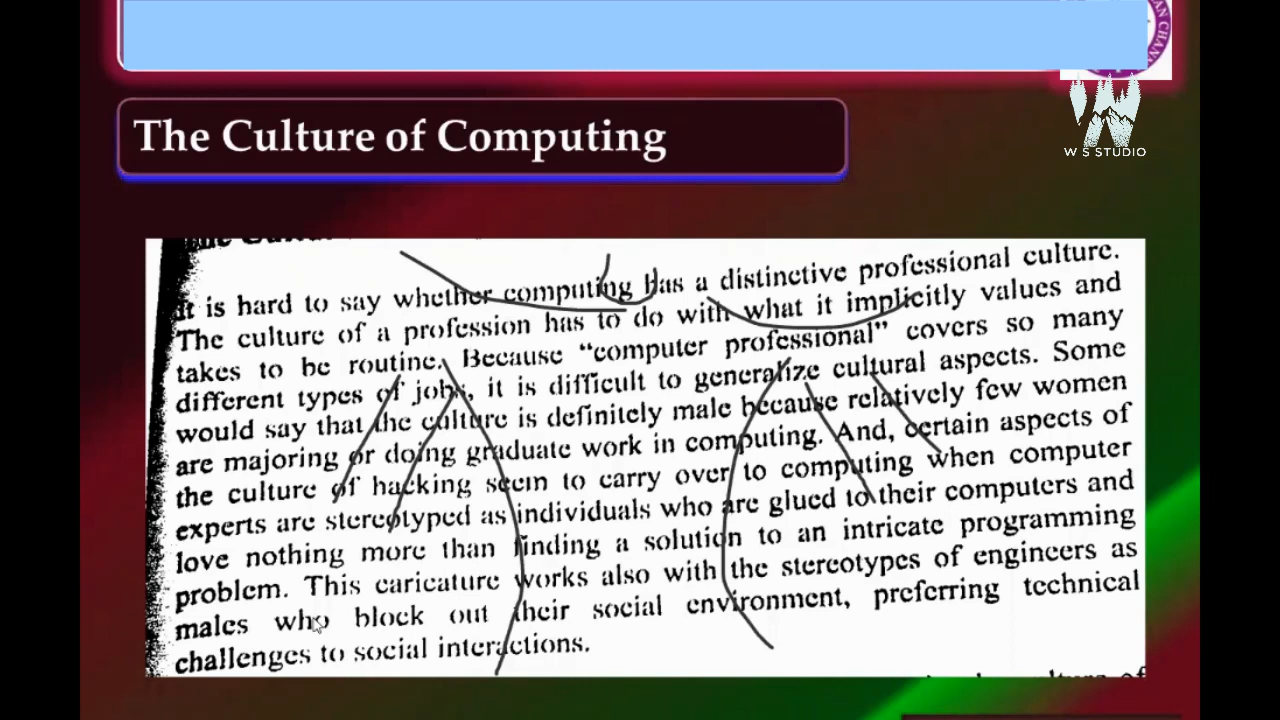 AN CHAN
W S STUDIO
The Culture of Computing
It is hard to say whether computing has a distinctive professional culture.
The culture of a profession has to do with what it implicitly values and
takes to be routine. Because “computer professional” covers so many
different types of jobs, it is difficult to generalize cultural aspects. Some
would say that the culture is definitely male because relatively few women
are majoring or doing graduate work in computing. And, certain aspects of
the culture of hacking seem to carry over to computing when computer
experts are stereotyped as individuals who are glued to their computers and
love nothing more than finding a solution to an intricate programming
problem. This caricature works also with the stereotypes of engineers as
males who block out their social environment, preferring technical
challenges to social interactions.